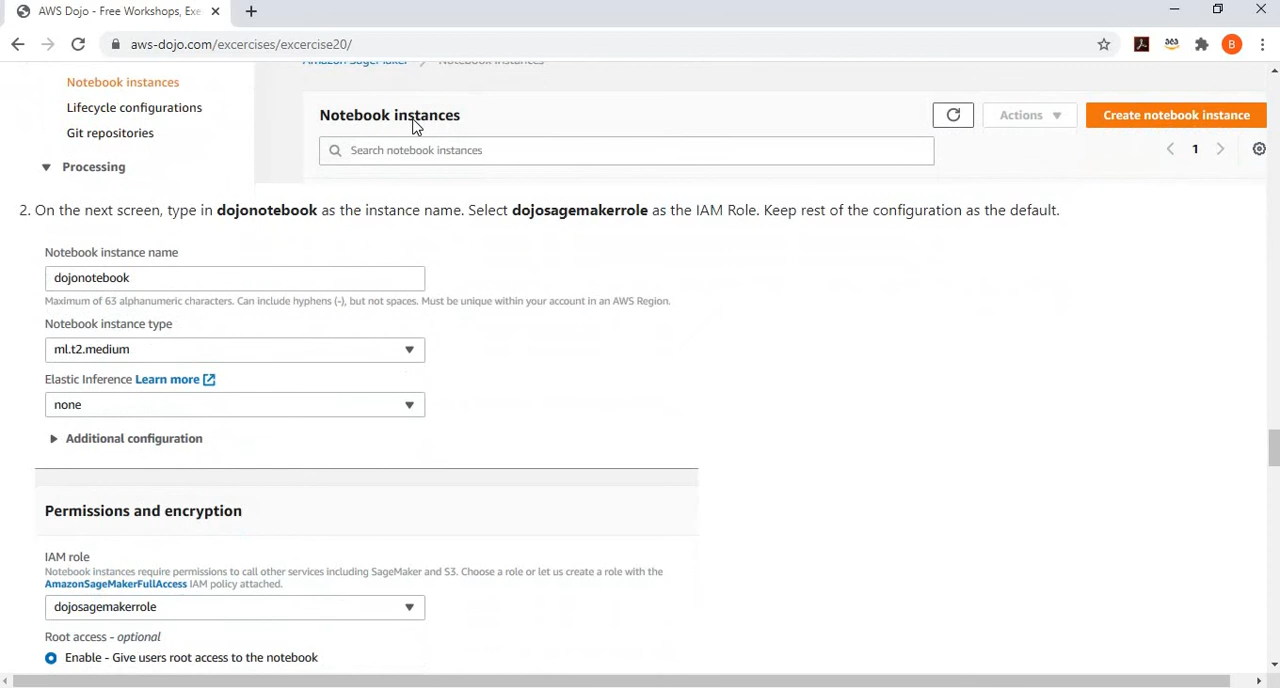 AWS Dojo - Free Workshops, Exe
aws-dojo.com/excercises/excercise20/
B
Notebook instances
Lifecycle configurations
Git repositories
Processing
Amazon SageMaker > Notebook instances
Notebook instances
Actions
Create notebook instance
Search notebook instances
1
2. On the next screen, type in dojonotebook as the instance name. Select dojosagemakerrole as the IAM Role. Keep rest of the configuration as the default.
Notebook instance name
dojonotebook
Maximum of 63 alphanumeric characters. Can include hyphens (-), but not spaces. Must be unique within your account in an AWS Region.
Notebook instance type
ml.t2.medium
Elastic Inference Learn more
none
Additional configuration
Permissions and encryption
IAM role
Notebook instances require permissions to call other services including SageMaker and S3. Choose a role or let us create a role with the
AmazonSageMakerFullAccess IAM policy attached.
dojosagemakerrole
Root access - optional
Enable - Give users root access to the notebook